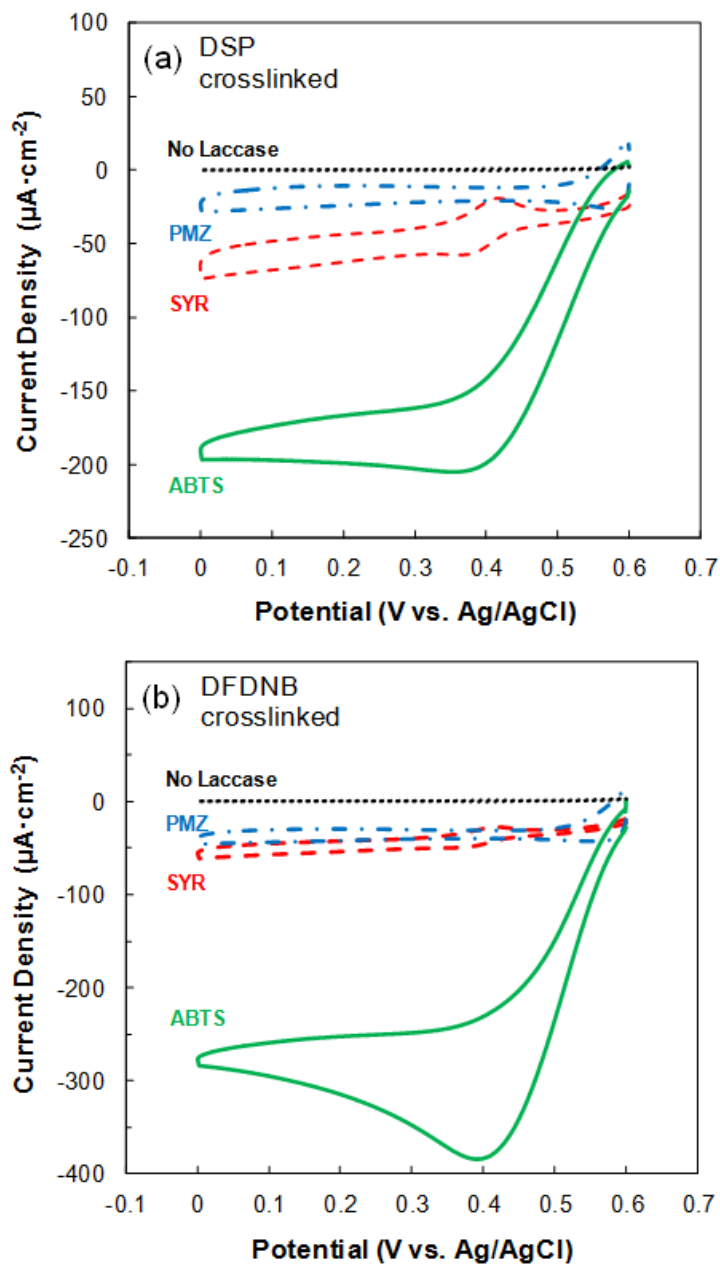 (a) DSP
crosslinked
100
50
0
-50
-100
-150
-200
-250
No Laccase
PMZ
SYR
ABTS
Current Density (µA·cm⁻²)
-0.1 0 0.1 0.2 0.3 0.4 0.5 0.6 0.7
Potential (V vs. Ag/AgCl)
(b) DFDNB
crosslinked
100
0
-100
-200
-300
-400
No Laccase
PMZ
SYR
ABTS
Current Density (µA·cm⁻²)
-0.1 0 0.1 0.2 0.3 0.4 0.5 0.6 0.7
Potential (V vs. Ag/AgCl)